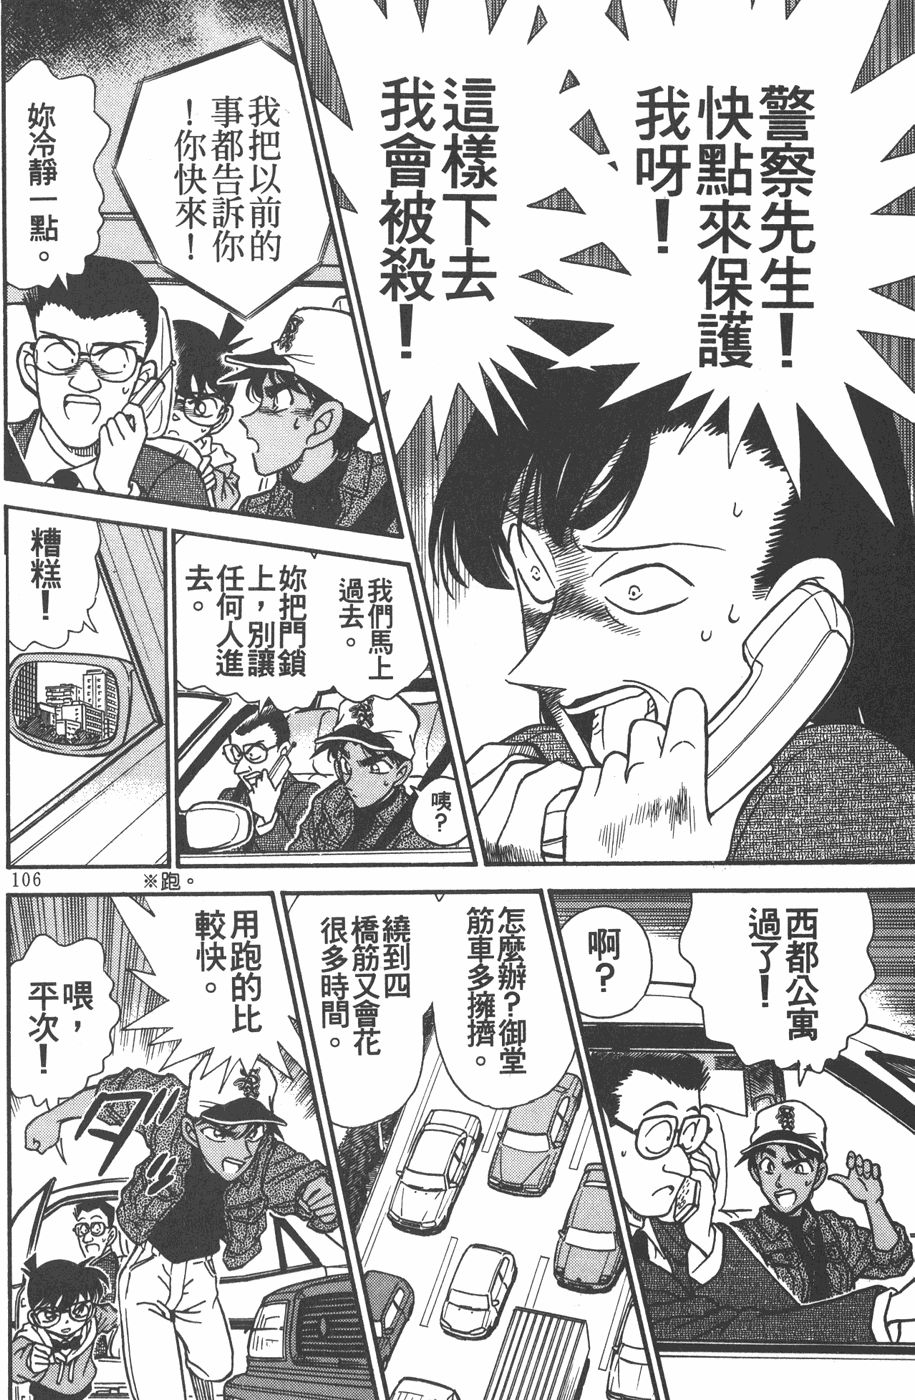 警察先生！
快點來保護
我呀！
這樣下去
我會被殺！
我把以前的
事都告訴你
！你快來！
妳冷靜一點。
我們馬上
過去。
妳把門鎖
上，別讓
任何人進
去。
咦？
糟糕！
106
※跑。
西都公寓
過了！
啊？
怎麼辦？御堂
筋車多擁擠。
繞到四
橋筋又會花
很多時間。
用跑的比
較快。
ダッ
喂，
平次！